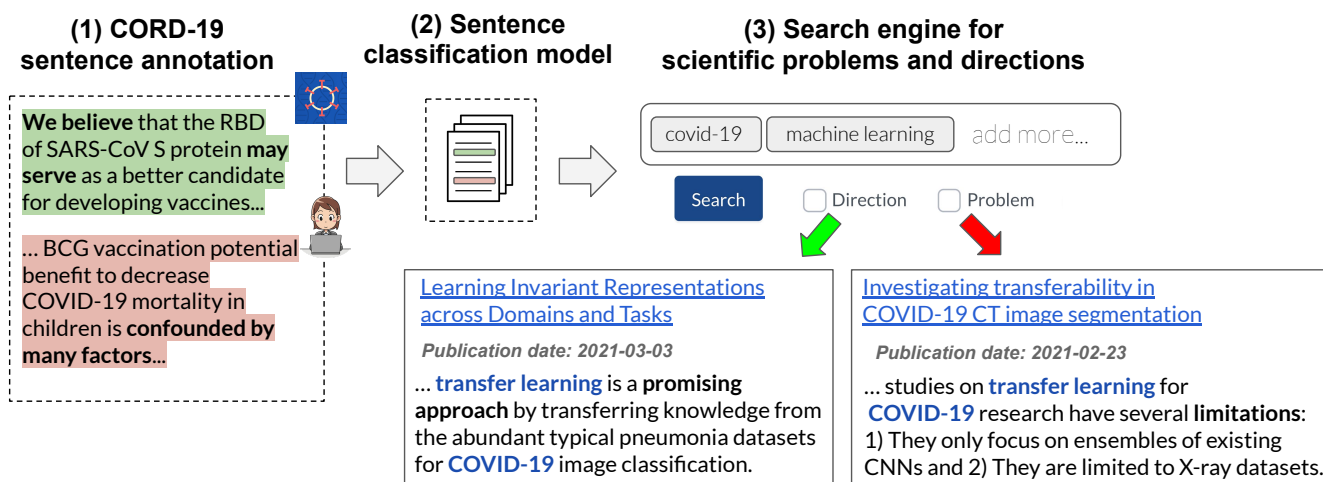 (1) CORD-19
sentence annotation
We believe that the RBD
of SARS-CoV S protein may
serve as a better candidate
for developing vaccines...
... BCG vaccination potential
benefit to decrease
COVID-19 mortality in
children is confounded by
many factors...
(2) Sentence
classification model
(3) Search engine for
scientific problems and directions
covid-19 machine learning add more...
Search Direction Problem
Learning Invariant Representations
across Domains and Tasks
Publication date: 2021-03-03
... transfer learning is a promising
approach by transferring knowledge from
the abundant typical pneumonia datasets
for COVID-19 image classification.
Investigating transferability in
COVID-19 CT image segmentation
Publication date: 2021-02-23
... studies on transfer learning for
COVID-19 research have several limitations:
1) They only focus on ensembles of existing
CNNs and 2) They are limited to X-ray datasets.